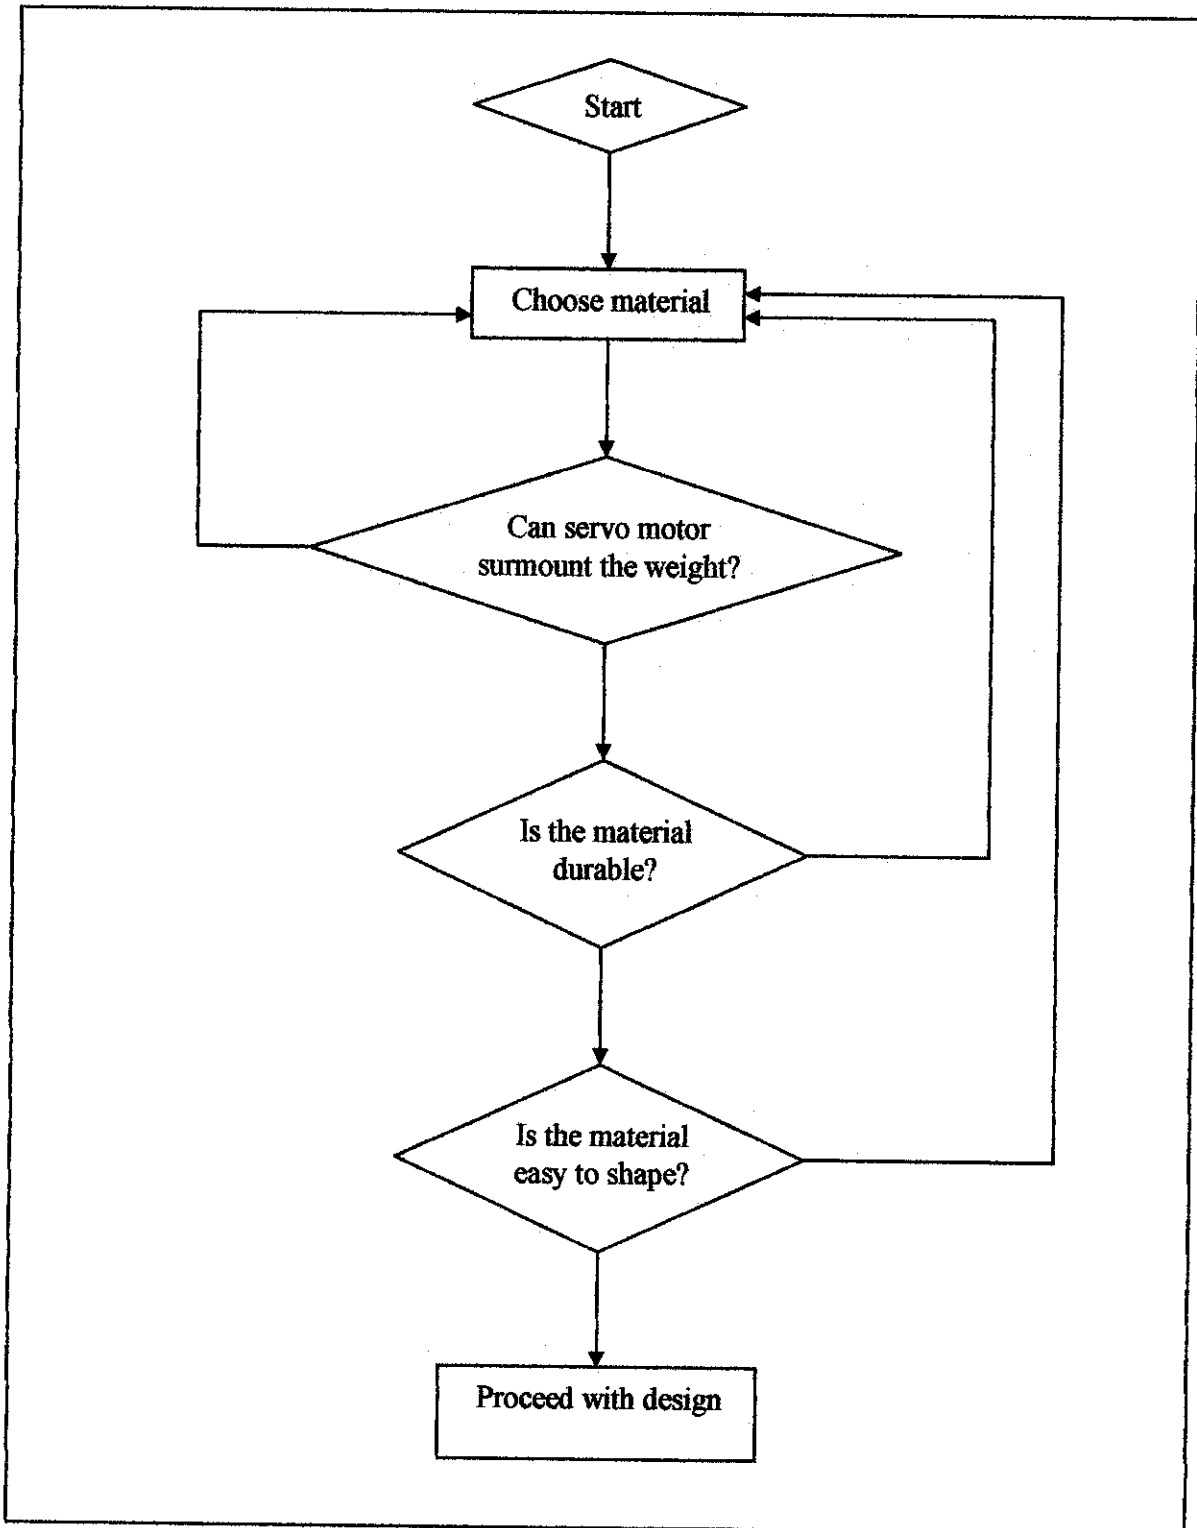 Start
Choose material
Can servo motor
surmount the weight?
Is the material
durable?
Is the material
easy to shape?
Proceed with design